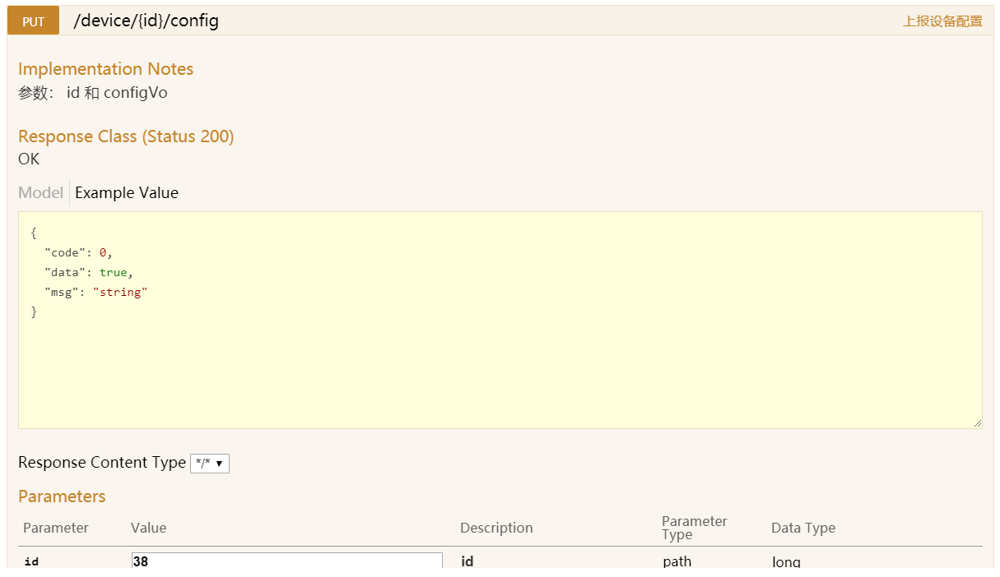 PUT /device/{id}/config 上报设备配置
Implementation Notes
参数： id 和 configVo
Response Class (Status 200)
OK
Model Example Value
{
"code": 0,
"data": true,
"msg": "string"
}
Response Content Type */*
Parameters
Parameter Value Description Parameter Type Data Type
id 38 id path long